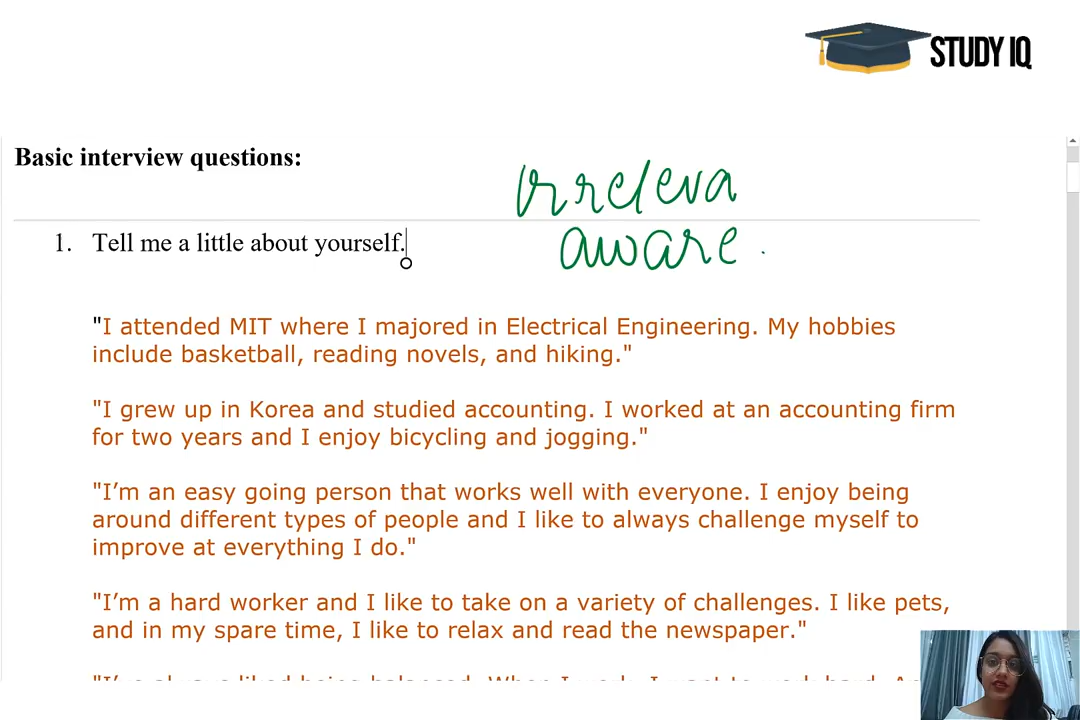 STUDY IQ
Basic interview questions:
irreleva
aware .
1. Tell me a little about yourself.
"I attended MIT where I majored in Electrical Engineering. My hobbies
include basketball, reading novels, and hiking."
"I grew up in Korea and studied accounting. I worked at an accounting firm
for two years and I enjoy bicycling and jogging."
"I’m an easy going person that works well with everyone. I enjoy being
around different types of people and I like to always challenge myself to
improve at everything I do."
"I’m a hard worker and I like to take on a variety of challenges. I like pets,
and in my spare time, I like to relax and read the newspaper."